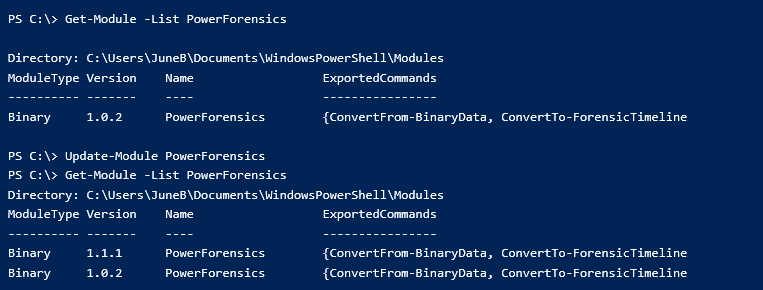 PS C:\> Get-Module -List PowerForensics
Directory: C:\Users\JuneB\Documents\WindowsPowerShell\Modules
ModuleType Version    Name                   ExportedCommands
---------- -------    ----                   ----------------
Binary     1.0.2      PowerForensics         {ConvertFrom-BinaryData, ConvertTo-ForensicTimeline
PS C:\> Update-Module PowerForensics
PS C:\> Get-Module -List PowerForensics
Directory: C:\Users\JuneB\Documents\WindowsPowerShell\Modules
ModuleType Version    Name                   ExportedCommands
---------- -------    ----                   ----------------
Binary     1.1.1      PowerForensics         {ConvertFrom-BinaryData, ConvertTo-ForensicTimeline
Binary     1.0.2      PowerForensics         {ConvertFrom-BinaryData, ConvertTo-ForensicTimeline